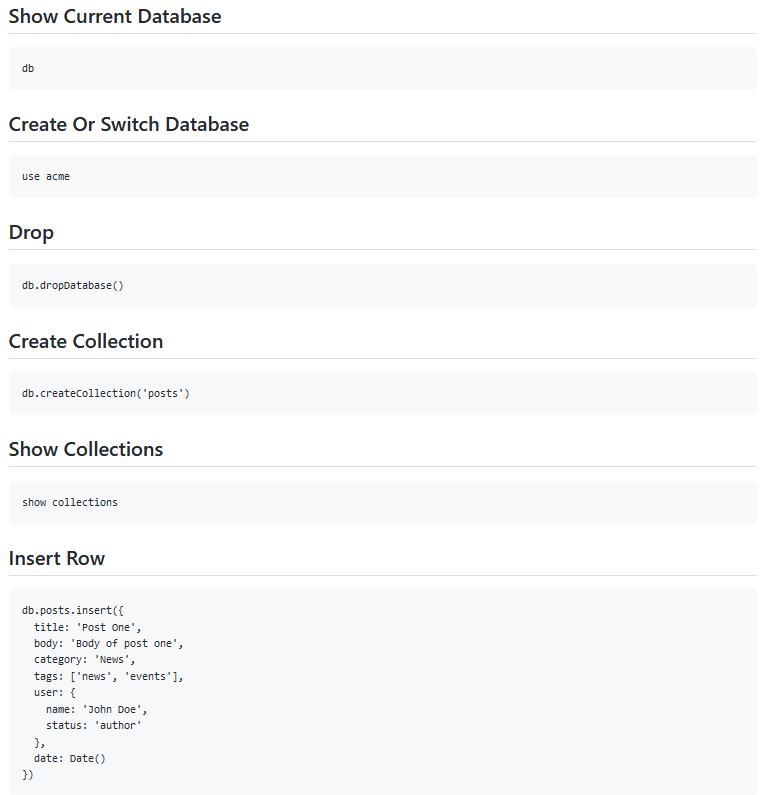 Show Current Database
db
Create Or Switch Database
use acme
Drop
db.dropDatabase()
Create Collection
db.createCollection('posts')
Show Collections
show collections
Insert Row
db.posts.insert({
  title: 'Post One',
  body: 'Body of post one',
  category: 'News',
  tags: ['news', 'events'],
  user: {
    name: 'John Doe',
    status: 'author'
  },
  date: Date()
})